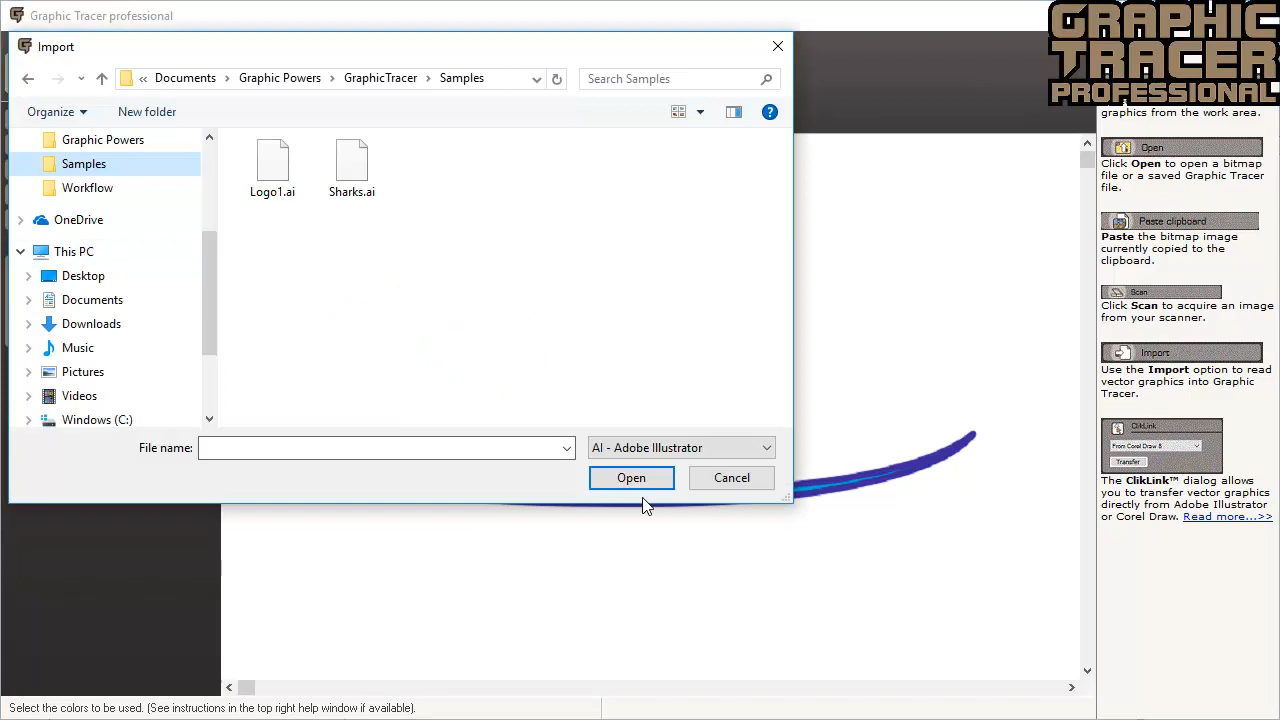 Graphic Tracer professional
GRAPHIC
TRACER
PROFESSIONAL
Import
« Documents > Graphic Powers > GraphicTracer > Samples
Search Samples
Organize
New folder
Graphic Powers
Samples
Workflow
OneDrive
This PC
Desktop
Documents
Downloads
Music
Pictures
Videos
Windows (C:)
Logo1.ai
Sharks.ai
File name:
AI - Adobe Illustrator
Open
Cancel
graphics from the work area.
Open
Click Open to open a bitmap
file or a saved Graphic Tracer
file.
Paste clipboard
Paste the bitmap image
currently copied to the
clipboard.
Scan
Click Scan to acquire an image
from your scanner.
Import
Use the Import option to read
vector graphics into Graphic
Tracer.
ClikLink
From Corel Draw 8
Transfer
The ClikLink™ dialog allows
you to transfer vector graphics
directly from Adobe Illustrator
or Corel Draw. Read more...>>
Select the colors to be used. (See instructions in the top right help window if available).